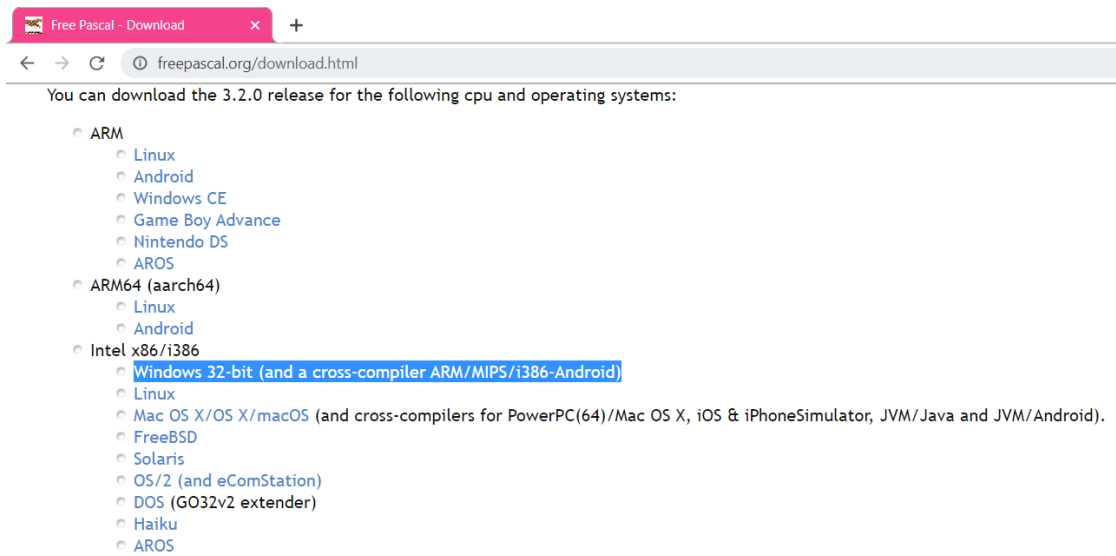 Free Pascal - Download
freepascal.org/download.html
You can download the 3.2.0 release for the following cpu and operating systems:
ARM
Linux
Android
Windows CE
Game Boy Advance
Nintendo DS
AROS
ARM64 (aarch64)
Linux
Android
Intel x86/i386
Windows 32-bit (and a cross-compiler ARM/MIPS/i386-Android)
Linux
Mac OS X/OS X/macOS (and cross-compilers for PowerPC(64)/Mac OS X, iOS & iPhoneSimulator, JVM/Java and JVM/Android).
FreeBSD
Solaris
OS/2 (and eComStation)
DOS (GO32v2 extender)
Haiku
AROS